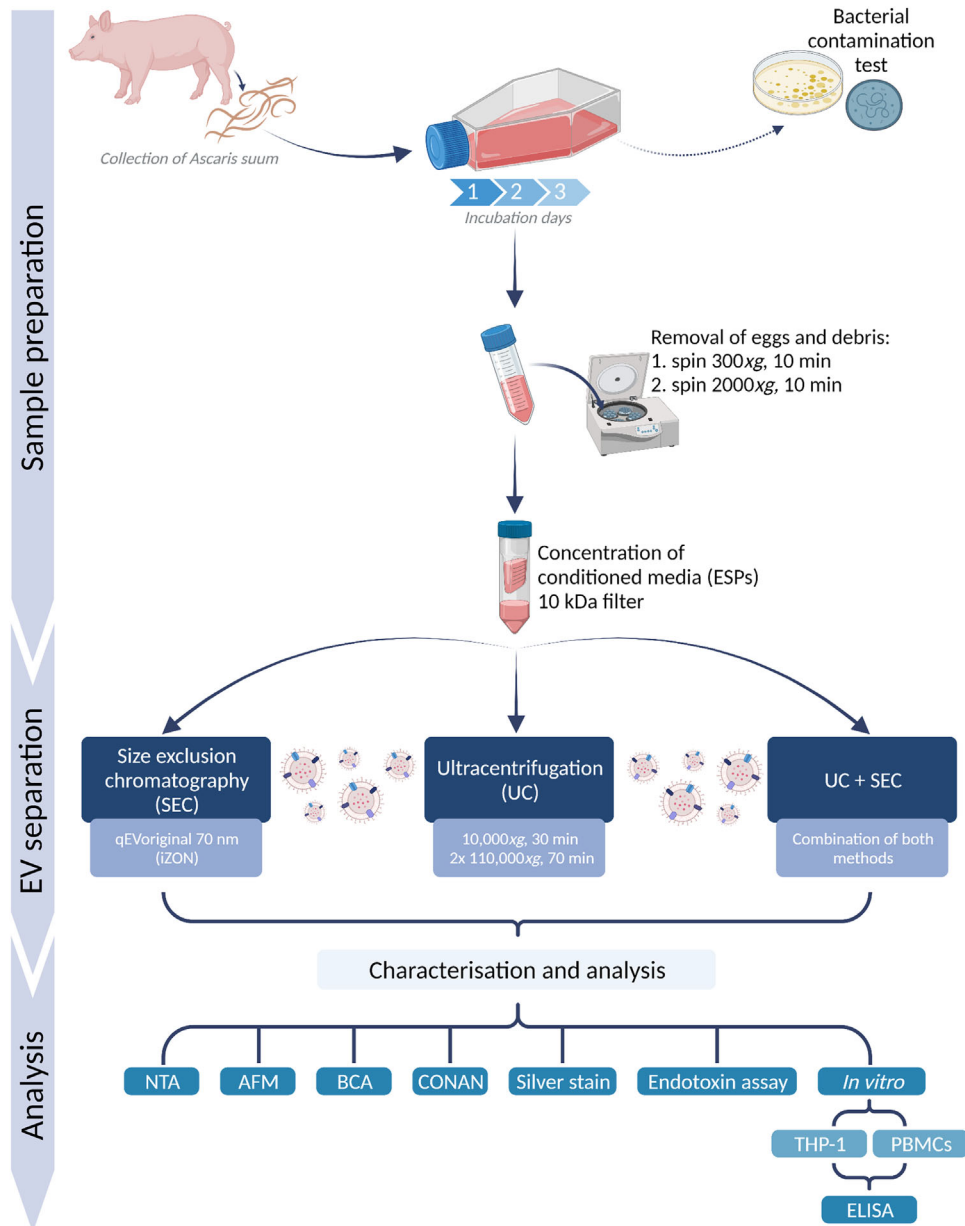 Sample preparation
Collection of Ascaris suum
Bacterial
contamination
test
1 2 3
Incubation days
Removal of eggs and debris:
1. spin 300xg, 10 min
2. spin 2000xg, 10 min
Concentration of
conditioned media (ESPs)
10 kDa filter
EV separation
Size exclusion
chromatography
(SEC)
qEVoriginal 70 nm
(iZON)
Ultracentrifugation
(UC)
10,000xg, 30 min
2x 110,000xg, 70 min
UC + SEC
Combination of both
methods
Analysis
Characterisation and analysis
NTA
AFM
BCA
CONAN
Silver stain
Endotoxin assay
In vitro
THP-1
PBMCs
ELISA